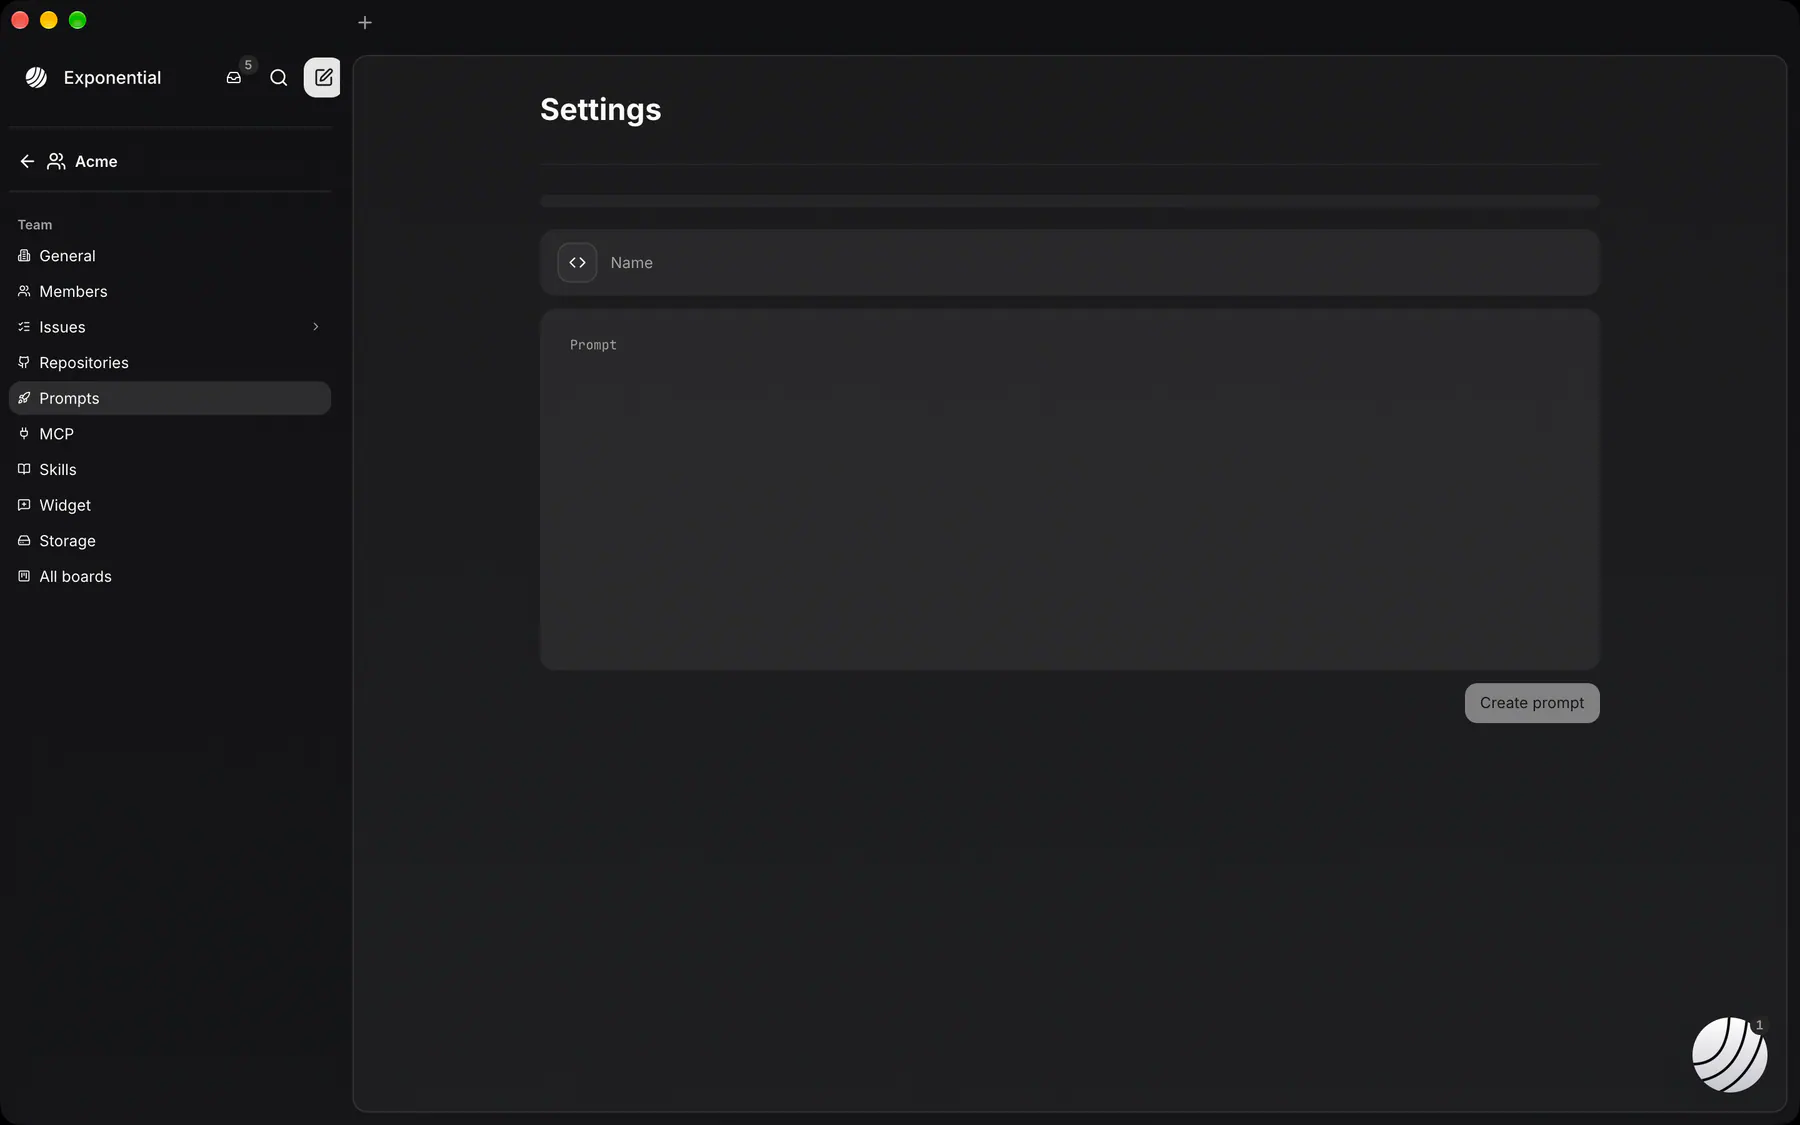 Exponential
5
Acme
Team
General
Members
Issues
Repositories
Prompts
MCP
Skills
Widget
Storage
All boards
Settings
Name
Prompt
Create prompt
1